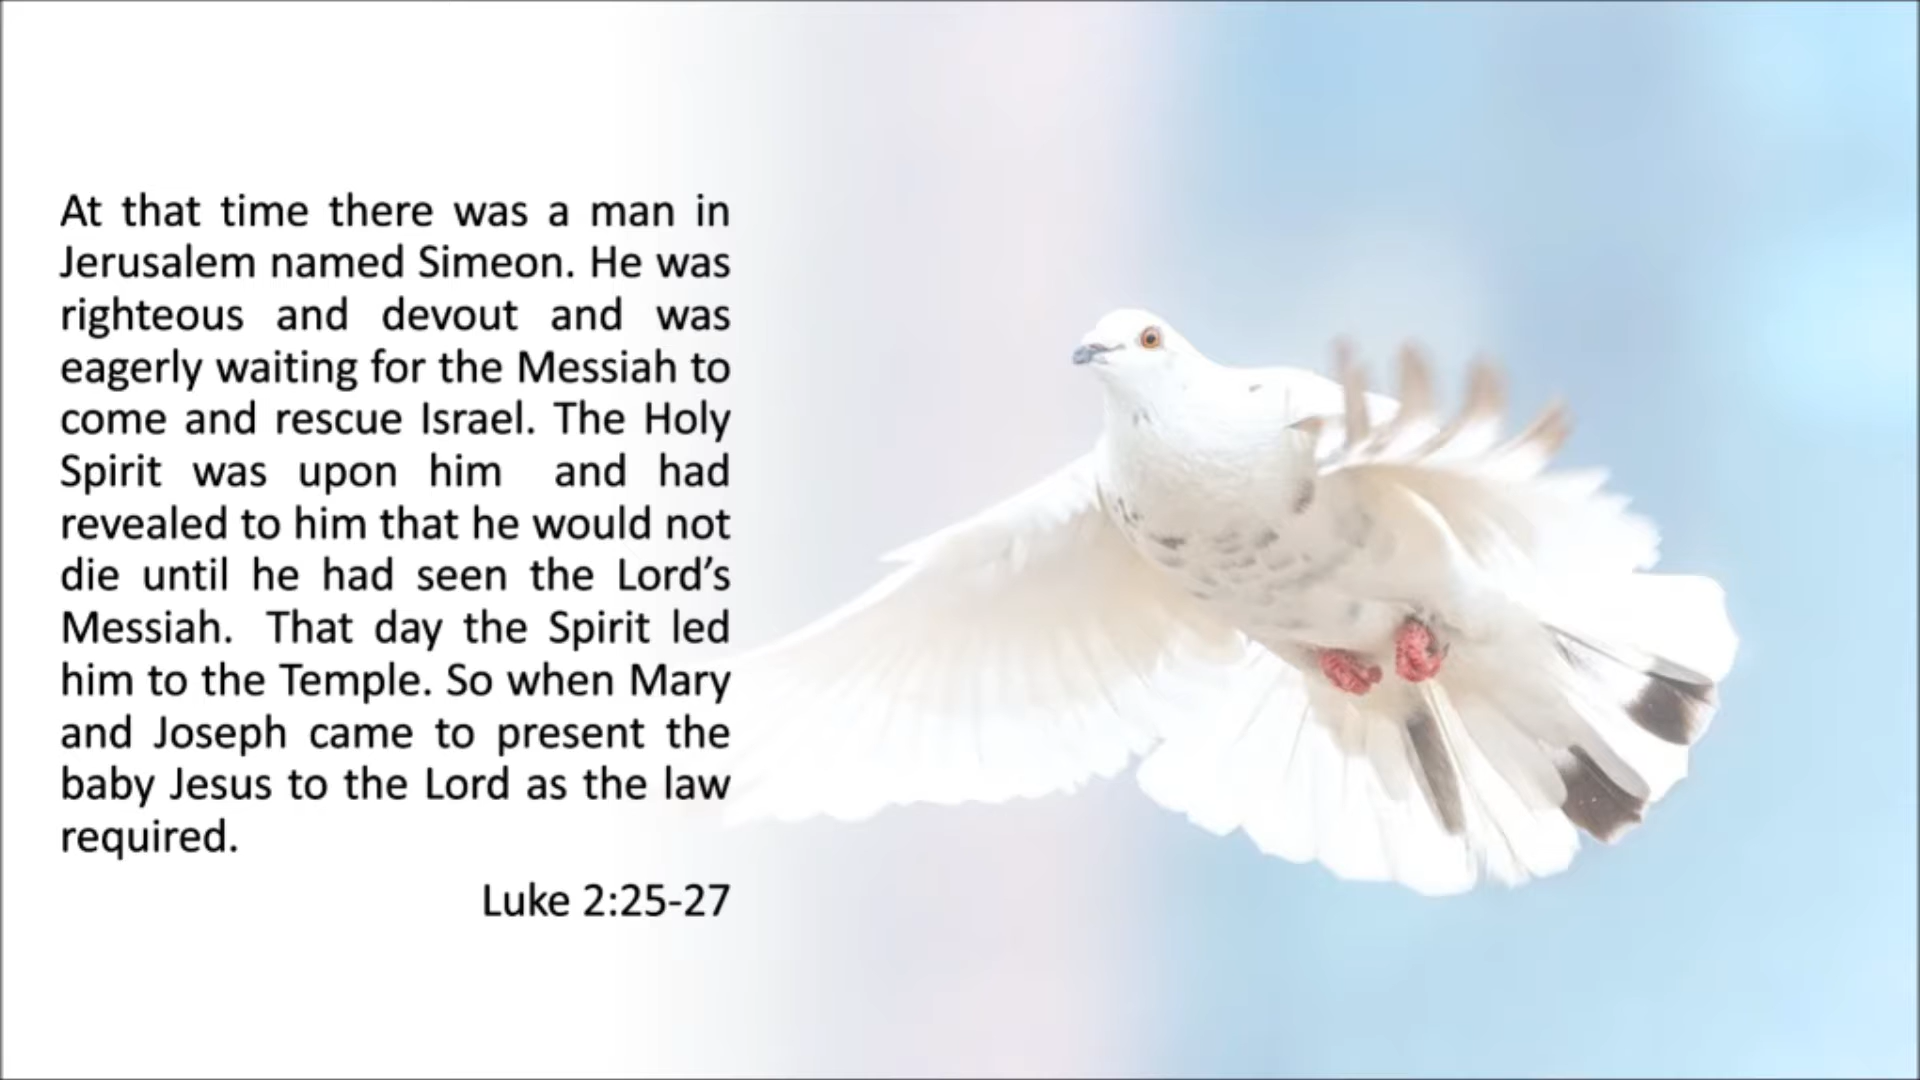 At that time there was a man in
Jerusalem named Simeon. He was
righteous and devout and was
eagerly waiting for the Messiah to
come and rescue Israel. The Holy
Spirit was upon him  and had
revealed to him that he would not
die until he had seen the Lord’s
Messiah.  That day the Spirit led
him to the Temple. So when Mary
and Joseph came to present the
baby Jesus to the Lord as the law
required.
Luke 2:25-27